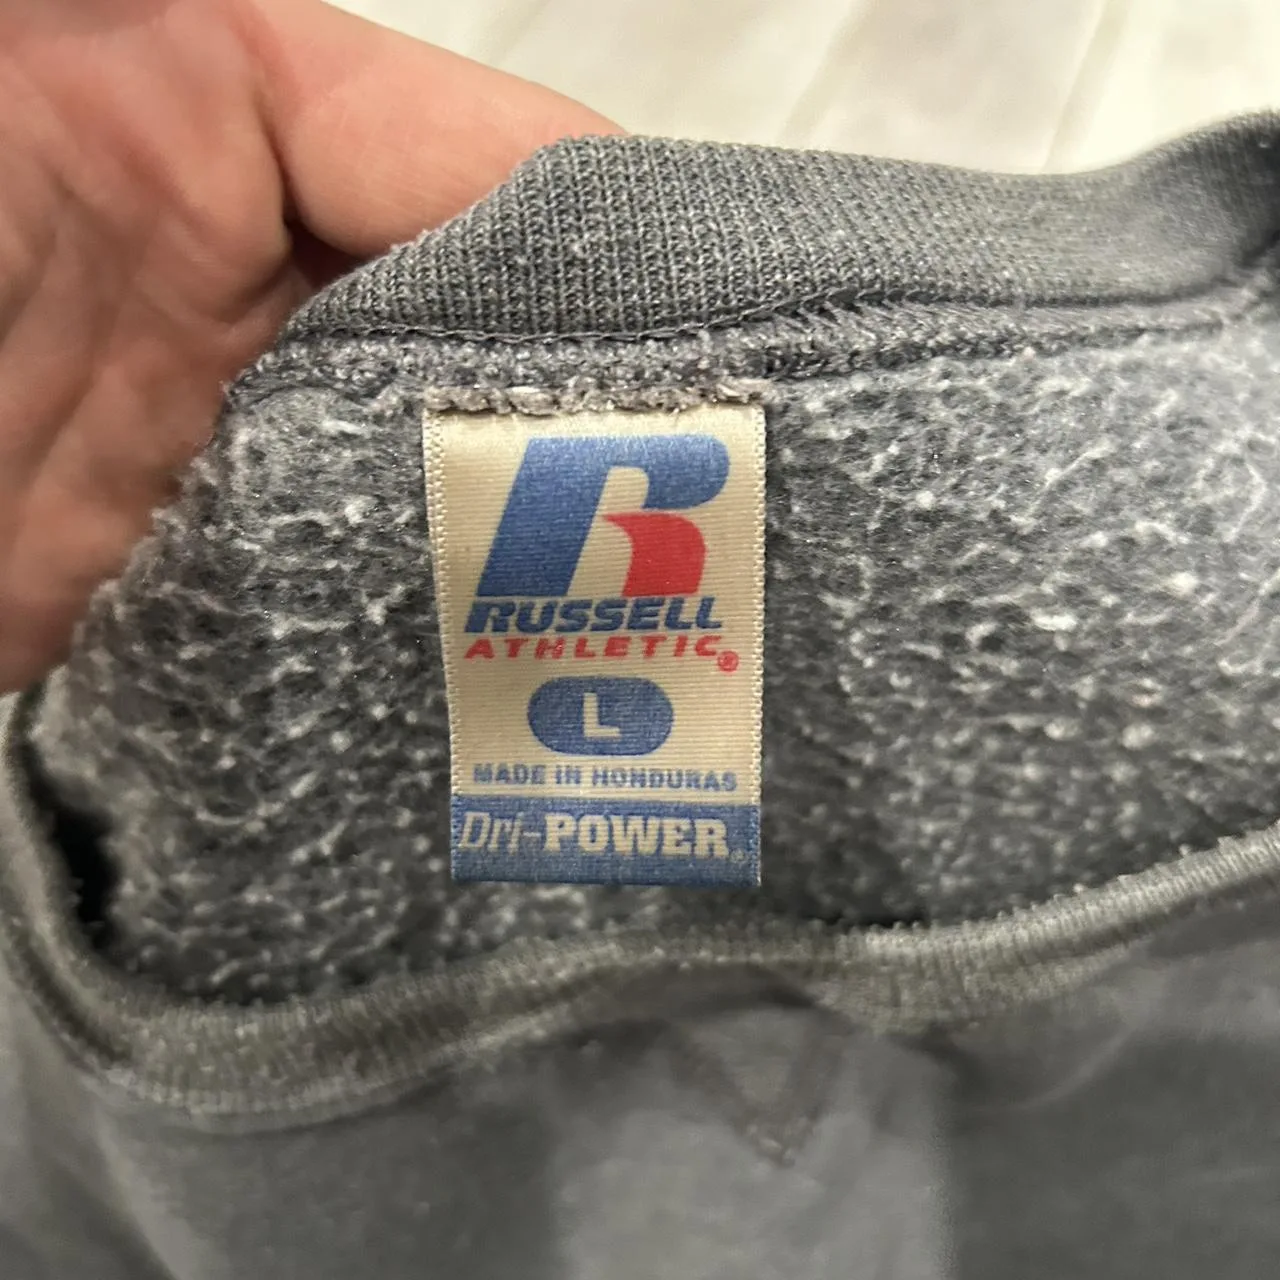 R
RUSSELL
ATHLETIC®
L
MADE IN HONDURAS
Dri-POWER®